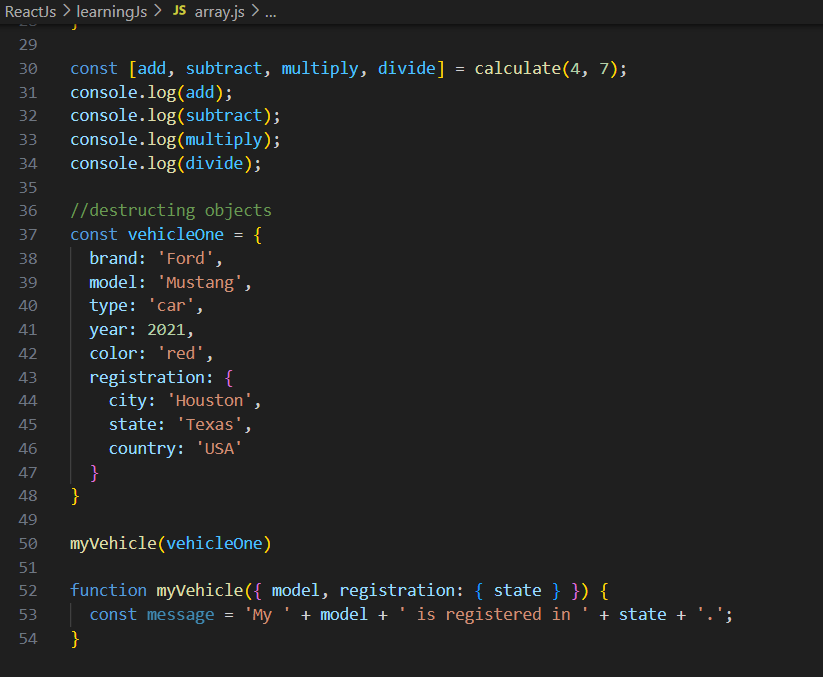 ReactJs > learningJs > JS array.js > ...
28 }
29
30 const [add, subtract, multiply, divide] = calculate(4, 7);
31 console.log(add);
32 console.log(subtract);
33 console.log(multiply);
34 console.log(divide);
35
36 //destructing objects
37 const vehicleOne = {
38   brand: 'Ford',
39   model: 'Mustang',
40   type: 'car',
41   year: 2021,
42   color: 'red',
43   registration: {
44     city: 'Houston',
45     state: 'Texas',
46     country: 'USA'
47   }
48 }
49
50 myVehicle(vehicleOne)
51
52 function myVehicle({ model, registration: { state } }) {
53   const message = 'My ' + model + ' is registered in ' + state + '.';
54 }